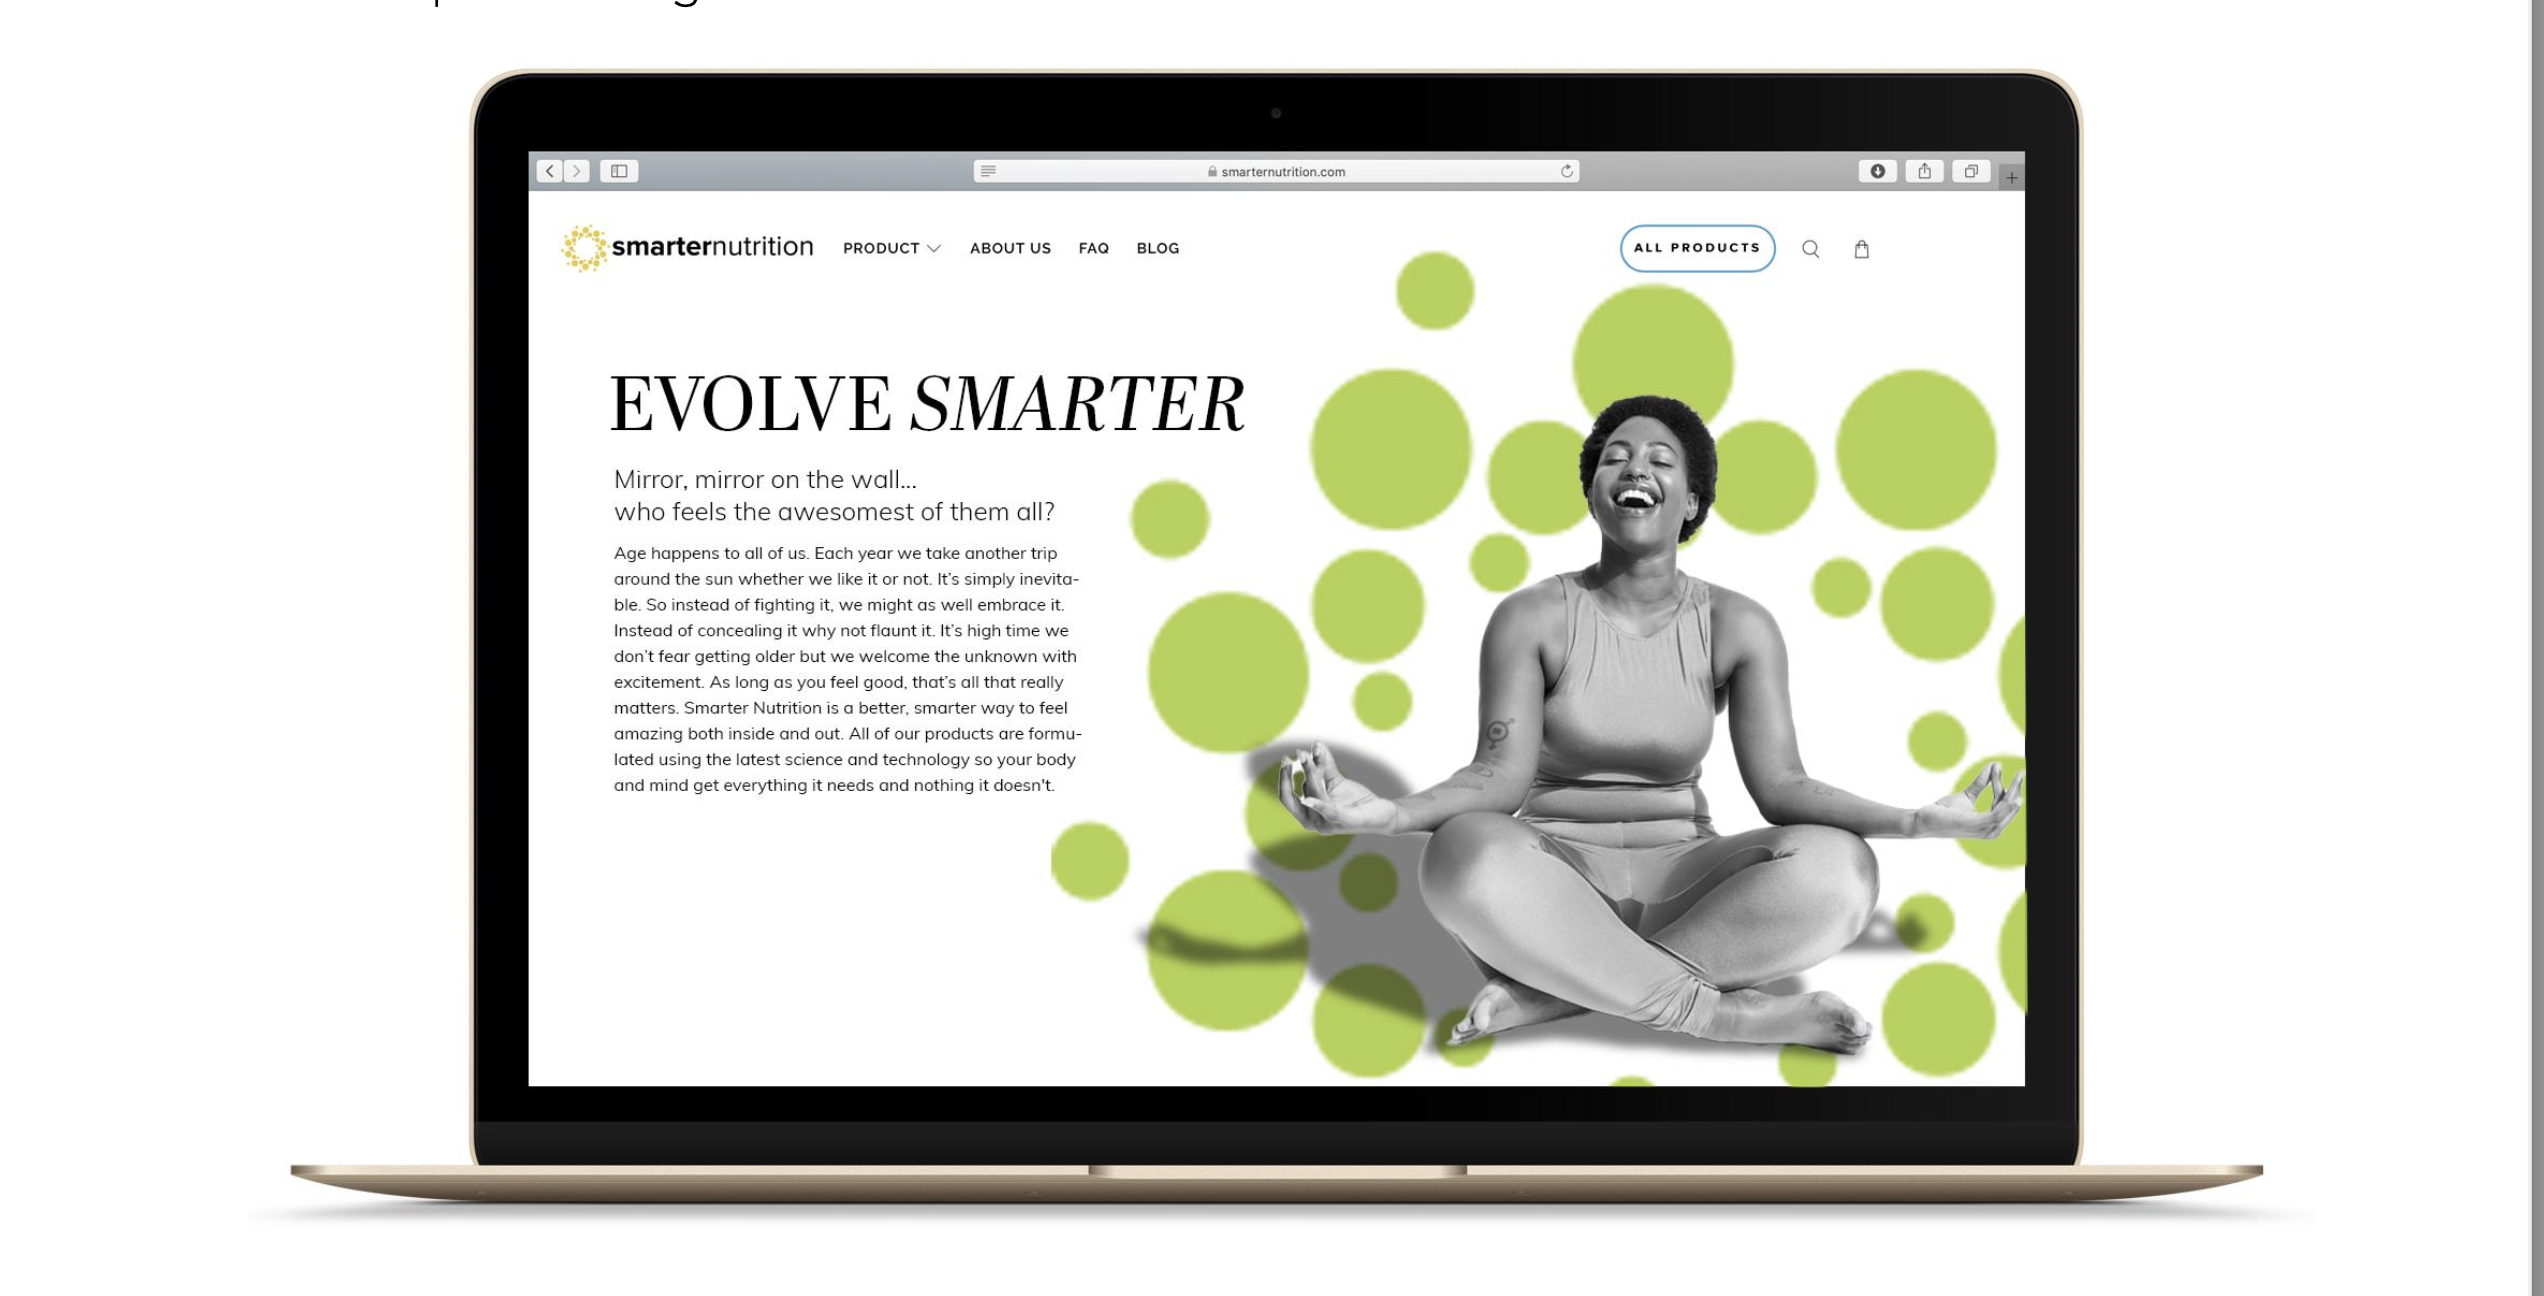 smarternutrition.com
smarternutrition PRODUCT ABOUT US FAQ BLOG ALL PRODUCTS
EVOLVE SMARTER
Mirror, mirror on the wall...
who feels the awesomest of them all?
Age happens to all of us. Each year we take another trip
around the sun whether we like it or not. It’s simply inevita-
ble. So instead of fighting it, we might as well embrace it.
Instead of concealing it why not flaunt it. It’s high time we
don’t fear getting older but we welcome the unknown with
excitement. As long as you feel good, that’s all that really
matters. Smarter Nutrition is a better, smarter way to feel
amazing both inside and out. All of our products are formu-
lated using the latest science and technology so your body
and mind get everything it needs and nothing it doesn't.